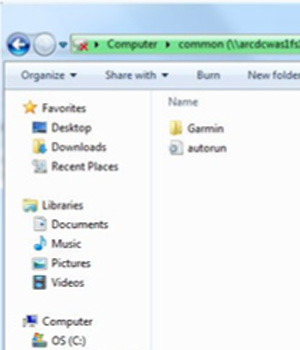 Computer common (\\arcdcwas1fs
Organize Share with Burn New folde
Name
Favorites
Desktop
Downloads
Recent Places
Garmin
autorun
Libraries
Documents
Music
Pictures
Videos
Computer
OS (C:)